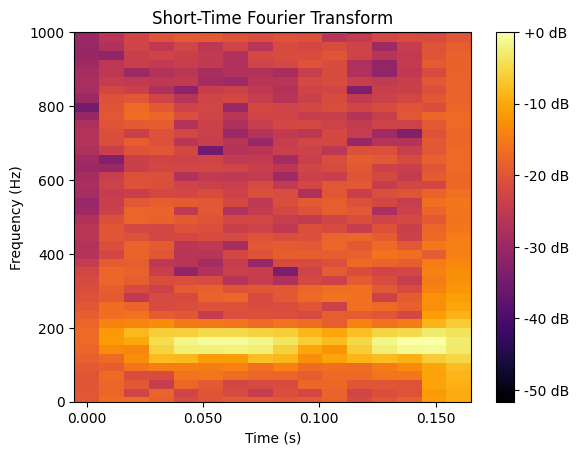 Short-Time Fourier Transform
1000
800
600
400
200
0
Frequency (Hz)
0.000
0.050
0.100
0.150
Time (s)
+0 dB
-10 dB
-20 dB
-30 dB
-40 dB
-50 dB